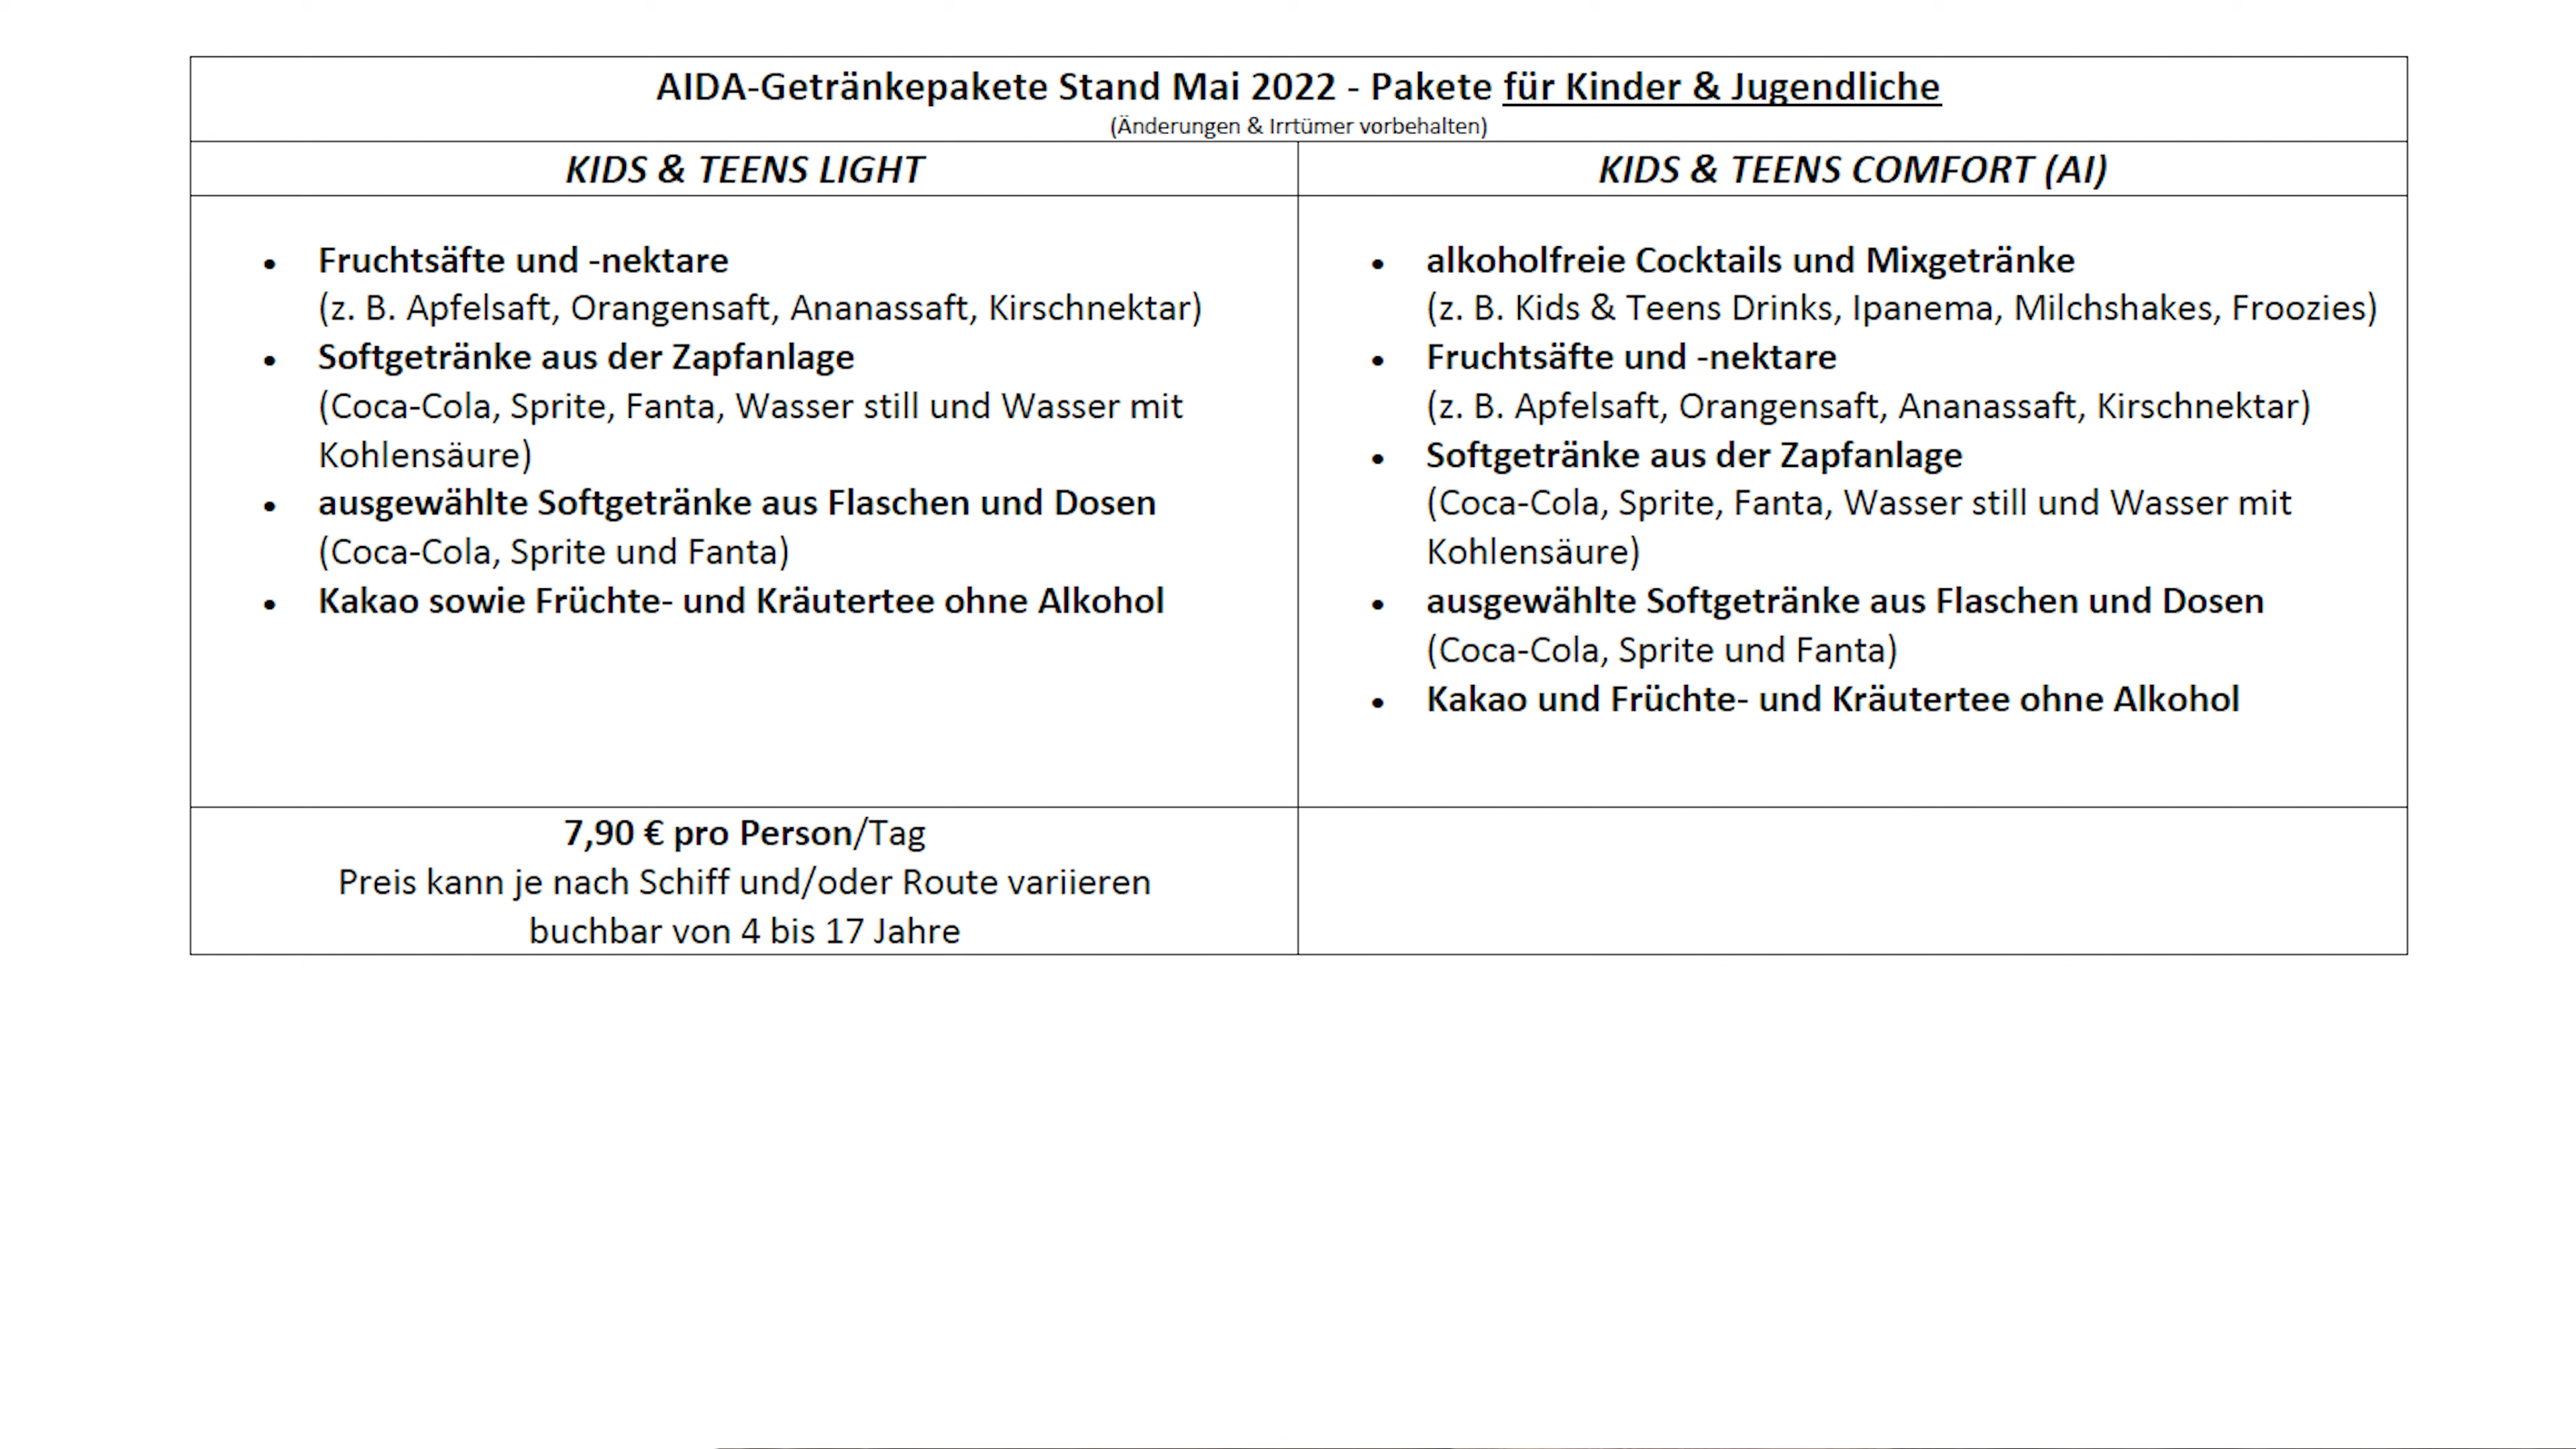 AIDA-Getränkepakete Stand Mai 2022 - Pakete für Kinder & Jugendliche
(Änderungen & Irrtümer vorbehalten)
KIDS & TEENS LIGHT
• Fruchtsäfte und -nektare
(z. B. Apfelsaft, Orangensaft, Ananassaft, Kirschnektar)
• Softgetränke aus der Zapfanlage
(Coca-Cola, Sprite, Fanta, Wasser still und Wasser mit
Kohlensäure)
• ausgewählte Softgetränke aus Flaschen und Dosen
(Coca-Cola, Sprite und Fanta)
• Kakao sowie Früchte- und Kräutertee ohne Alkohol
7,90 € pro Person/Tag
Preis kann je nach Schiff und/oder Route variieren
buchbar von 4 bis 17 Jahre
KIDS & TEENS COMFORT (AI)
• alkoholfreie Cocktails und Mixgetränke
(z. B. Kids & Teens Drinks, Ipanema, Milchshakes, Froozies)
• Fruchtsäfte und -nektare
(z. B. Apfelsaft, Orangensaft, Ananassaft, Kirschnektar)
• Softgetränke aus der Zapfanlage
(Coca-Cola, Sprite, Fanta, Wasser still und Wasser mit
Kohlensäure)
• ausgewählte Softgetränke aus Flaschen und Dosen
(Coca-Cola, Sprite und Fanta)
• Kakao und Früchte- und Kräutertee ohne Alkohol